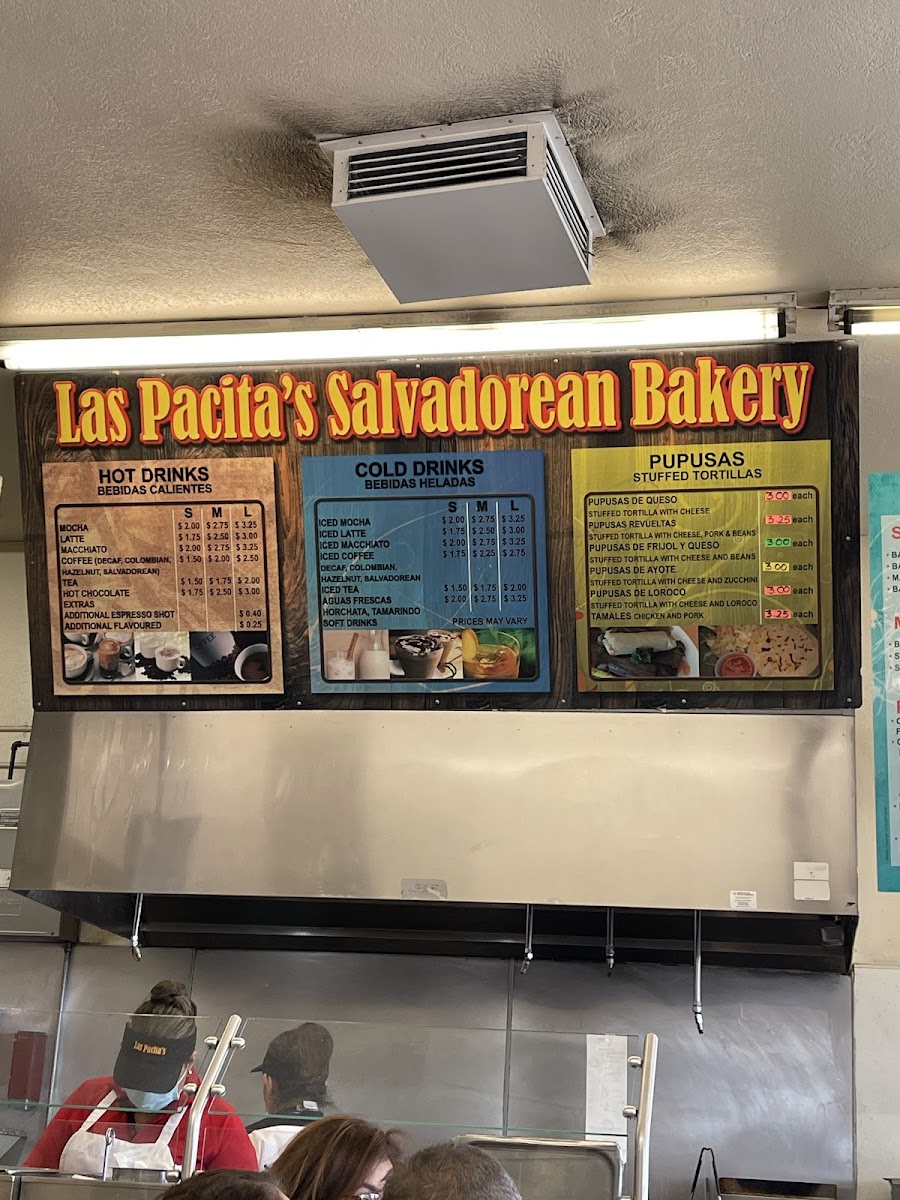 Las Pacita's Salvadorean Bakery
HOT DRINKS
BEBIDAS CALIENTES
S M L
MOCHA $ 2.00 $ 2.75 $ 3.25
LATTE $ 1.75 $ 2.50 $ 3.00
MACCHIATO $ 2.00 $ 2.75 $ 3.25
COFFEE (DECAF, COLOMBIAN, $ 1.50 $ 2.00 $ 2.50
HAZELNUT, SALVADOREAN)
TEA $ 1.50 $ 1.75 $ 2.00
HOT CHOCOLATE $ 1.75 $ 2.50 $ 3.00
EXTRAS
ADDITIONAL ESPRESSO SHOT $ 0.40
ADDITIONAL FLAVOURED $ 0.25
COLD DRINKS
BEBIDAS HELADAS
S M L
ICED MOCHA $ 2.00 $ 2.75 $ 3.25
ICED LATTE $ 1.75 $ 2.50 $ 3.00
ICED MACCHIATO $ 2.00 $ 2.75 $ 3.25
ICED COFFEE $ 1.75 $ 2.25 $ 2.75
DECAF, COLOMBIAN,
HAZELNUT, SALVADOREAN
ICED TEA $ 1.50 $ 1.75 $ 2.00
AGUAS FRESCAS $ 2.00 $ 2.75 $ 3.25
HORCHATA, TAMARINDO
SOFT DRINKS PRICES MAY VARY
PUPUSAS
STUFFED TORTILLAS
PUPUSAS DE QUESO 3.00 each
STUFFED TORTILLA WITH CHEESE
PUPUSAS REVUELTAS 3.25 each
STUFFED TORTILLA WITH CHEESE, PORK & BEANS
PUPUSAS DE FRIJOL Y QUESO 3.00 each
STUFFED TORTILLA WITH CHEESE AND BEANS
PUPUSAS DE AYOTE 3.00 each
STUFFED TORTILLA WITH CHEESE AND ZUCCHINI
PUPUSAS DE LOROCO 3.00 each
STUFFED TORTILLA WITH CHEESE AND LOROCO
TAMALES CHICKEN AND PORK 3.25 each
Las Pacita's